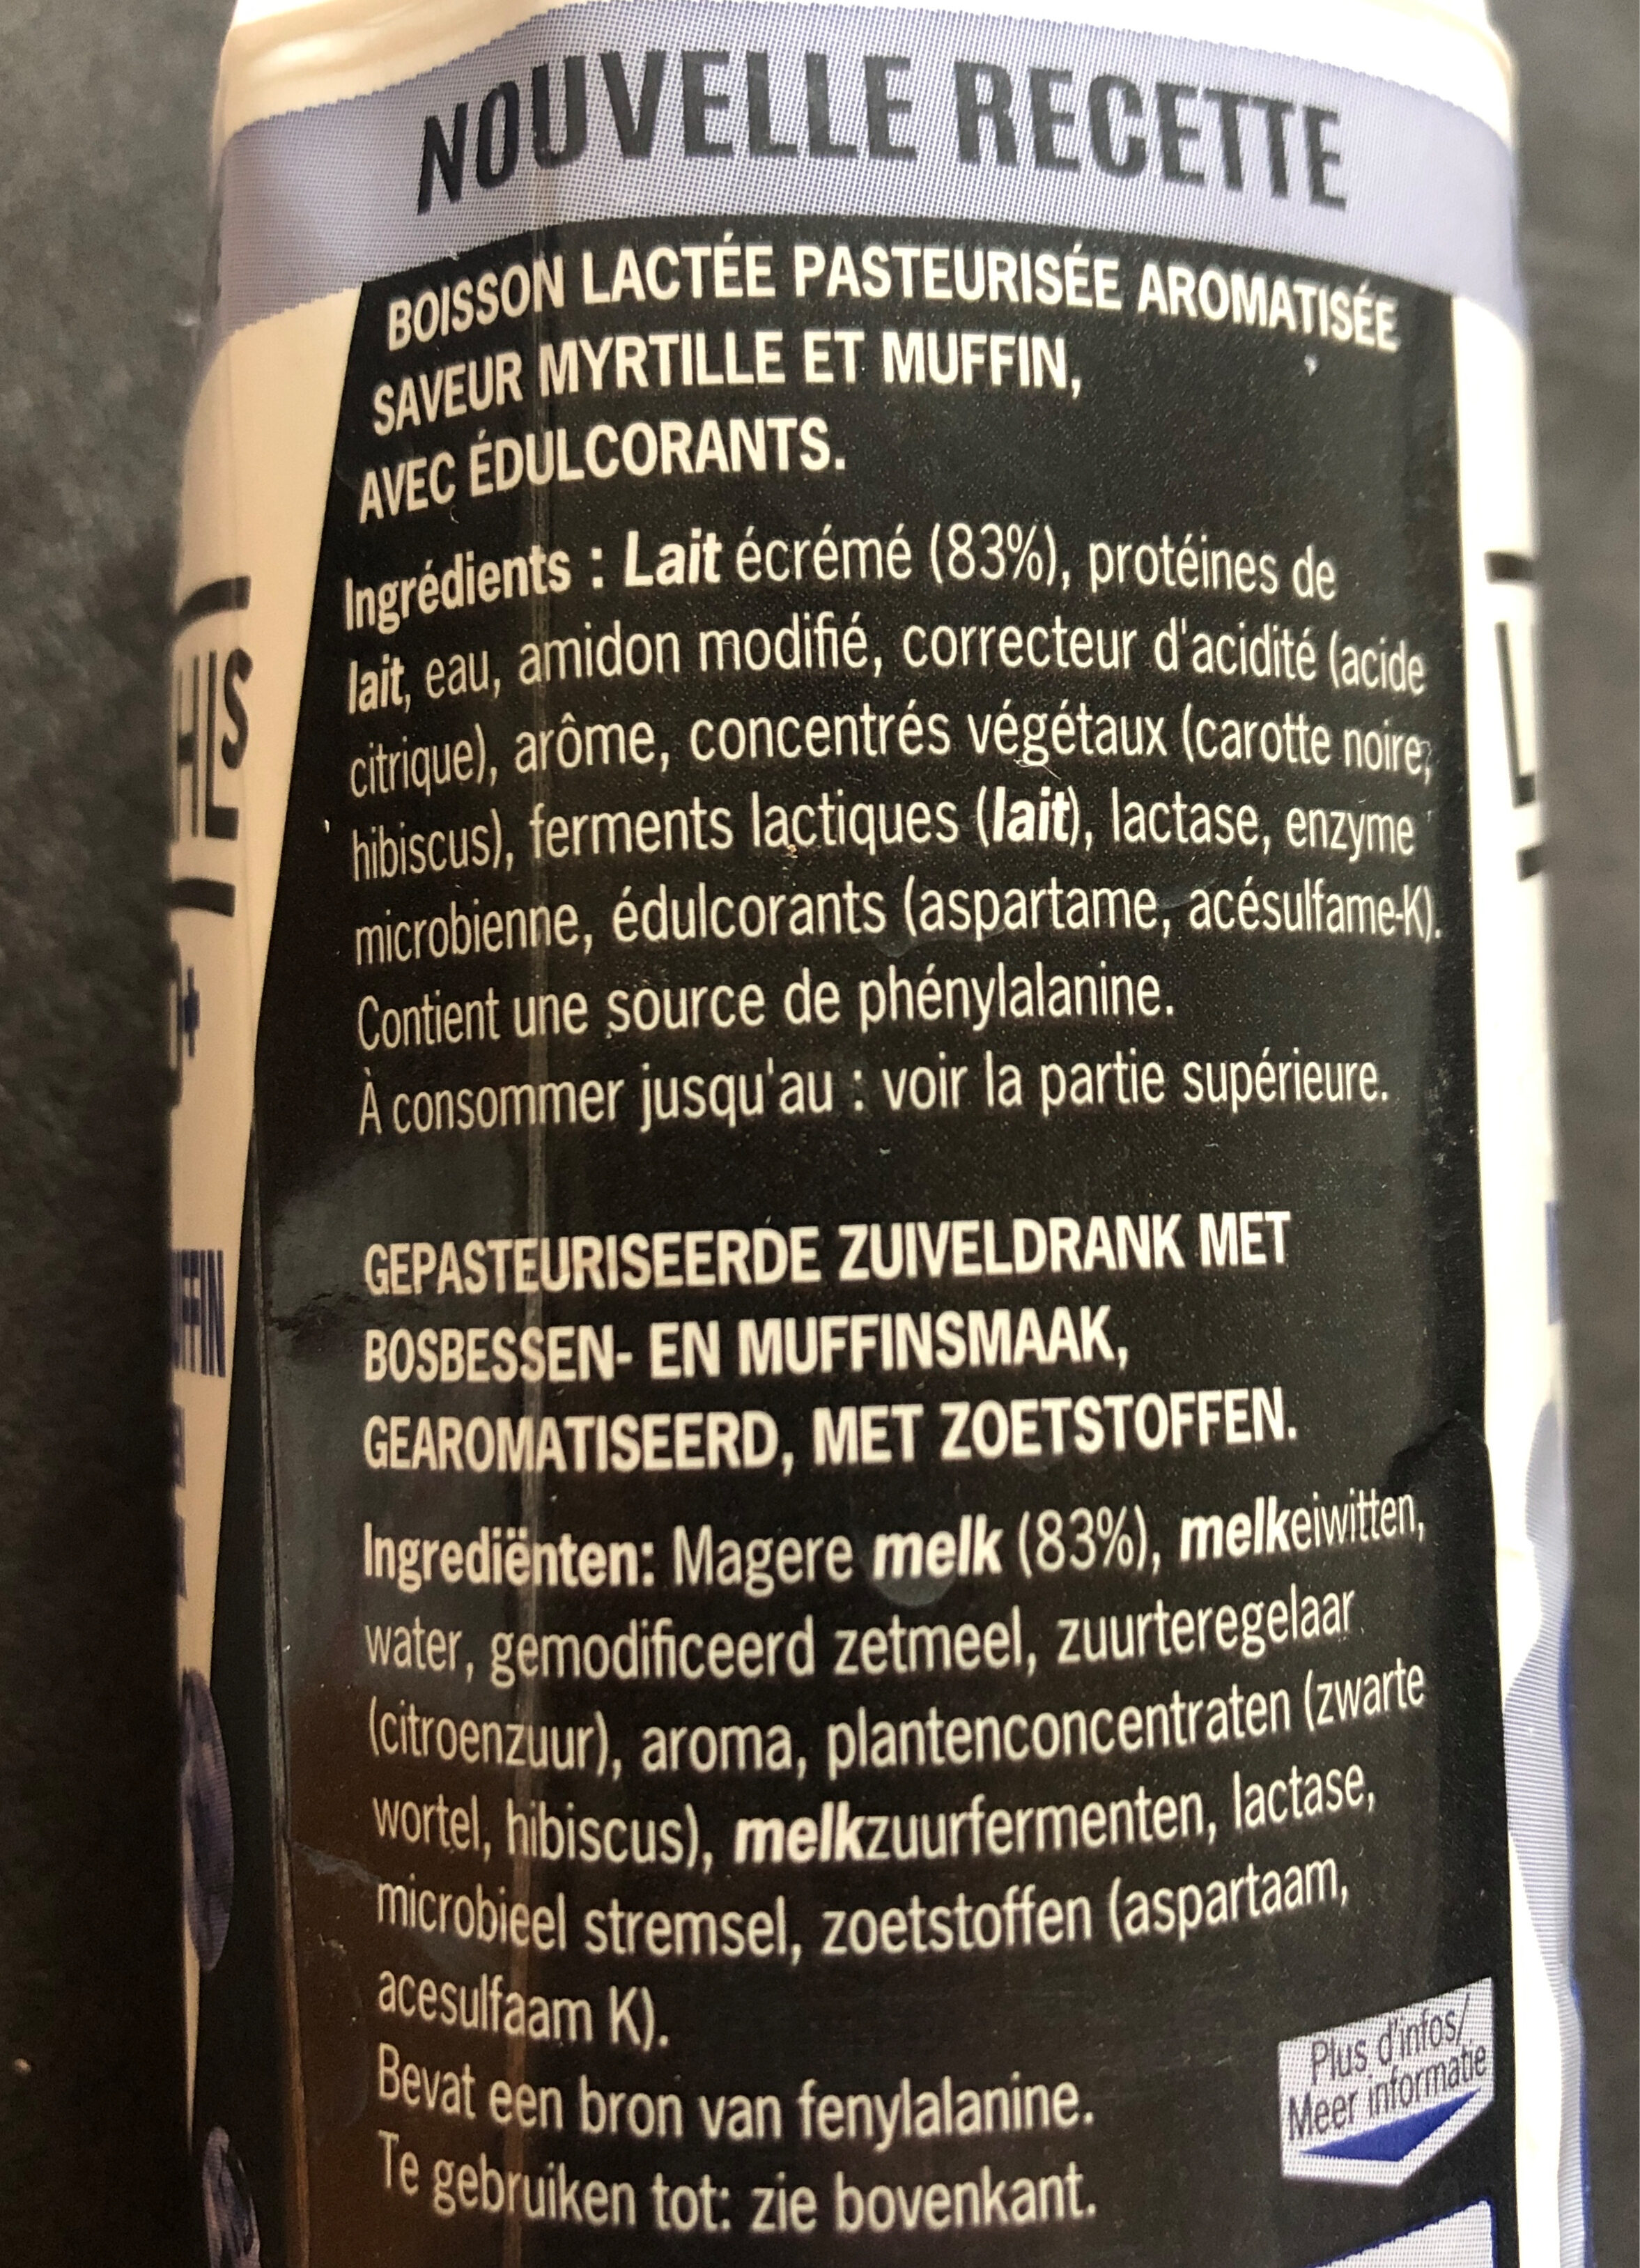 NOUVELLE RECETTE
BOISSON LACTÉE PASTEURISÉE AROMATISÉE
SAVEUR MYRTILLE ET MUFFIN,
AVEC ÉDULCORANTS.
Ingrédients : Lait écrémé (83%), protéines de
lait, eau, amidon modifié, correcteur d'acidité (acide
citrique), arôme, concentrés végétaux (carotte noire,
hibiscus), ferments lactiques (lait), lactase, enzyme
microbienne, édulcorants (aspartame, acésulfame-K).
Contient une source de phénylalanine.
À consommer jusqu'au : voir la partie supérieure.
GEPASTEURISEERDE ZUIVELDRANK MET
BOSBESSEN- EN MUFFINSMAAK,
GEAROMATISEERD, MET ZOETSTOFFEN.
Ingrediënten: Magere melk (83%), melkeiwitten,
water, gemodificeerd zetmeel, zuurteregelaar
(citroenzuur), aroma, plantenconcentraten (zwarte
wortel, hibiscus), melkzuurfermenten, lactase,
microbieel stremsel, zoetstoffen (aspartaam,
acesulfaam K).
Bevat een bron van fenylalanine.
Te gebruiken tot: zie bovenkant.
Plus d'infos/
Meer informatie